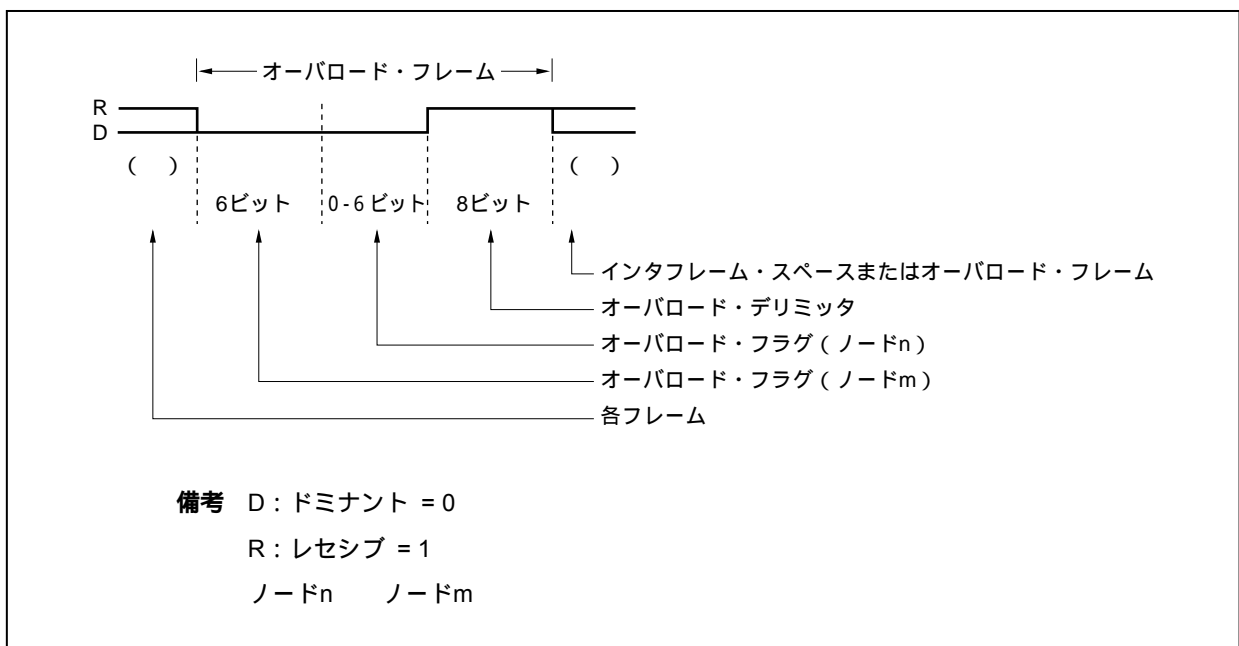 オーバロード・フレーム
R
D
( )
( )
6ビット
0-6ビット
8ビット
インタフレーム・スペースまたはオーバロード・フレーム
オーバロード・デリミッタ
オーバロード・フラグ(ノードn)
オーバロード・フラグ(ノードm)
各フレーム
備考 D:ドミナント = 0
R:レセシブ = 1
ノードn ノードm